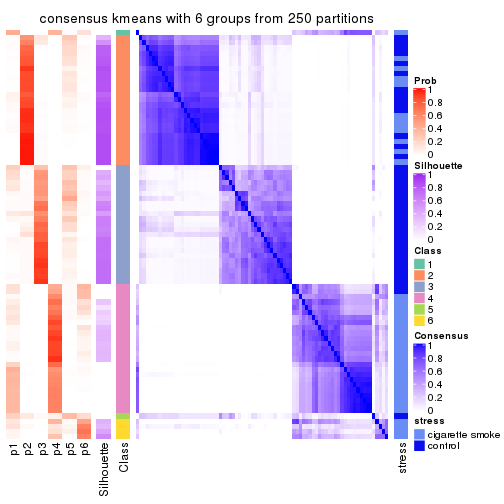 consensus kmeans with 6 groups from 250 partitions
Prob
1
0.8
0.6
0.4
0.2
0
Silhouette
1
0.8
0.6
0.4
0.2
0
Class
1
2
3
4
5
6
Consensus
1
0.8
0.6
0.4
0.2
0
stress
cigarette smoke
control
p1
p2
p3
p4
p5
p6
Silhouette
Class
stress